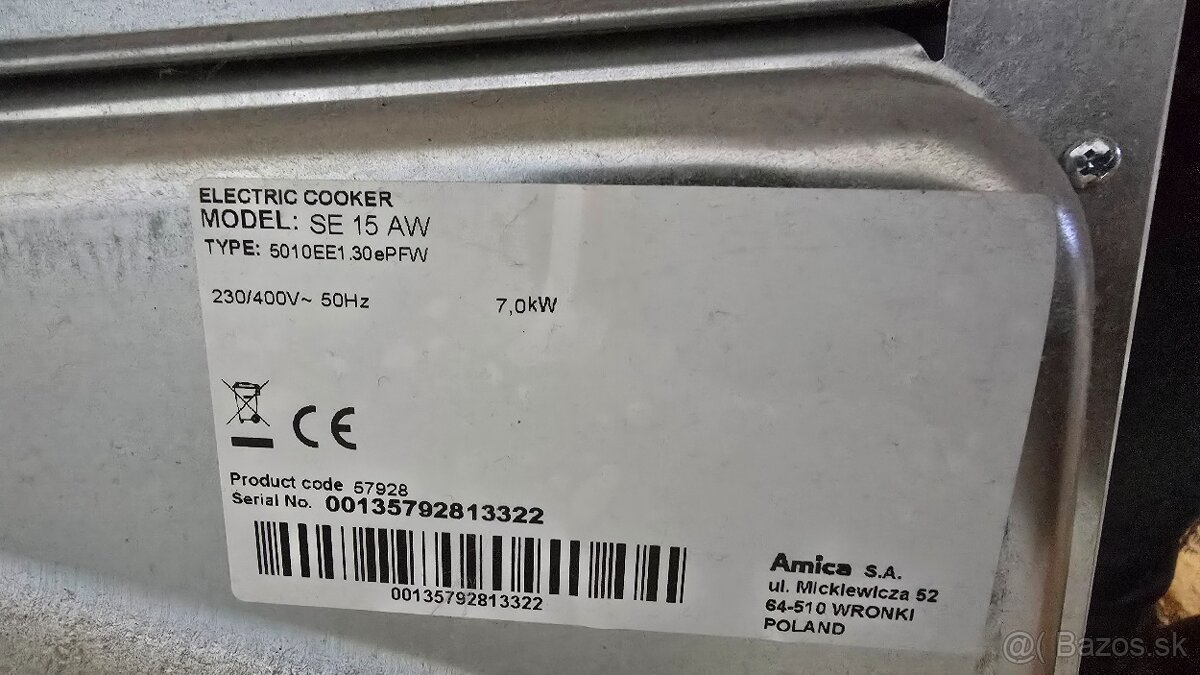 ELECTRIC COOKER
MODEL: SE 15 AW
TYPE: 5010EE1.30ePFW
230/400V~ 50Hz 7,0kW
CE
Product code 57928
Serial No. 00135792813322
00135792813322
Amica S.A.
ul. Mickiewicza 52
64-510 WRONKI
POLAND
@( Bazos.sk